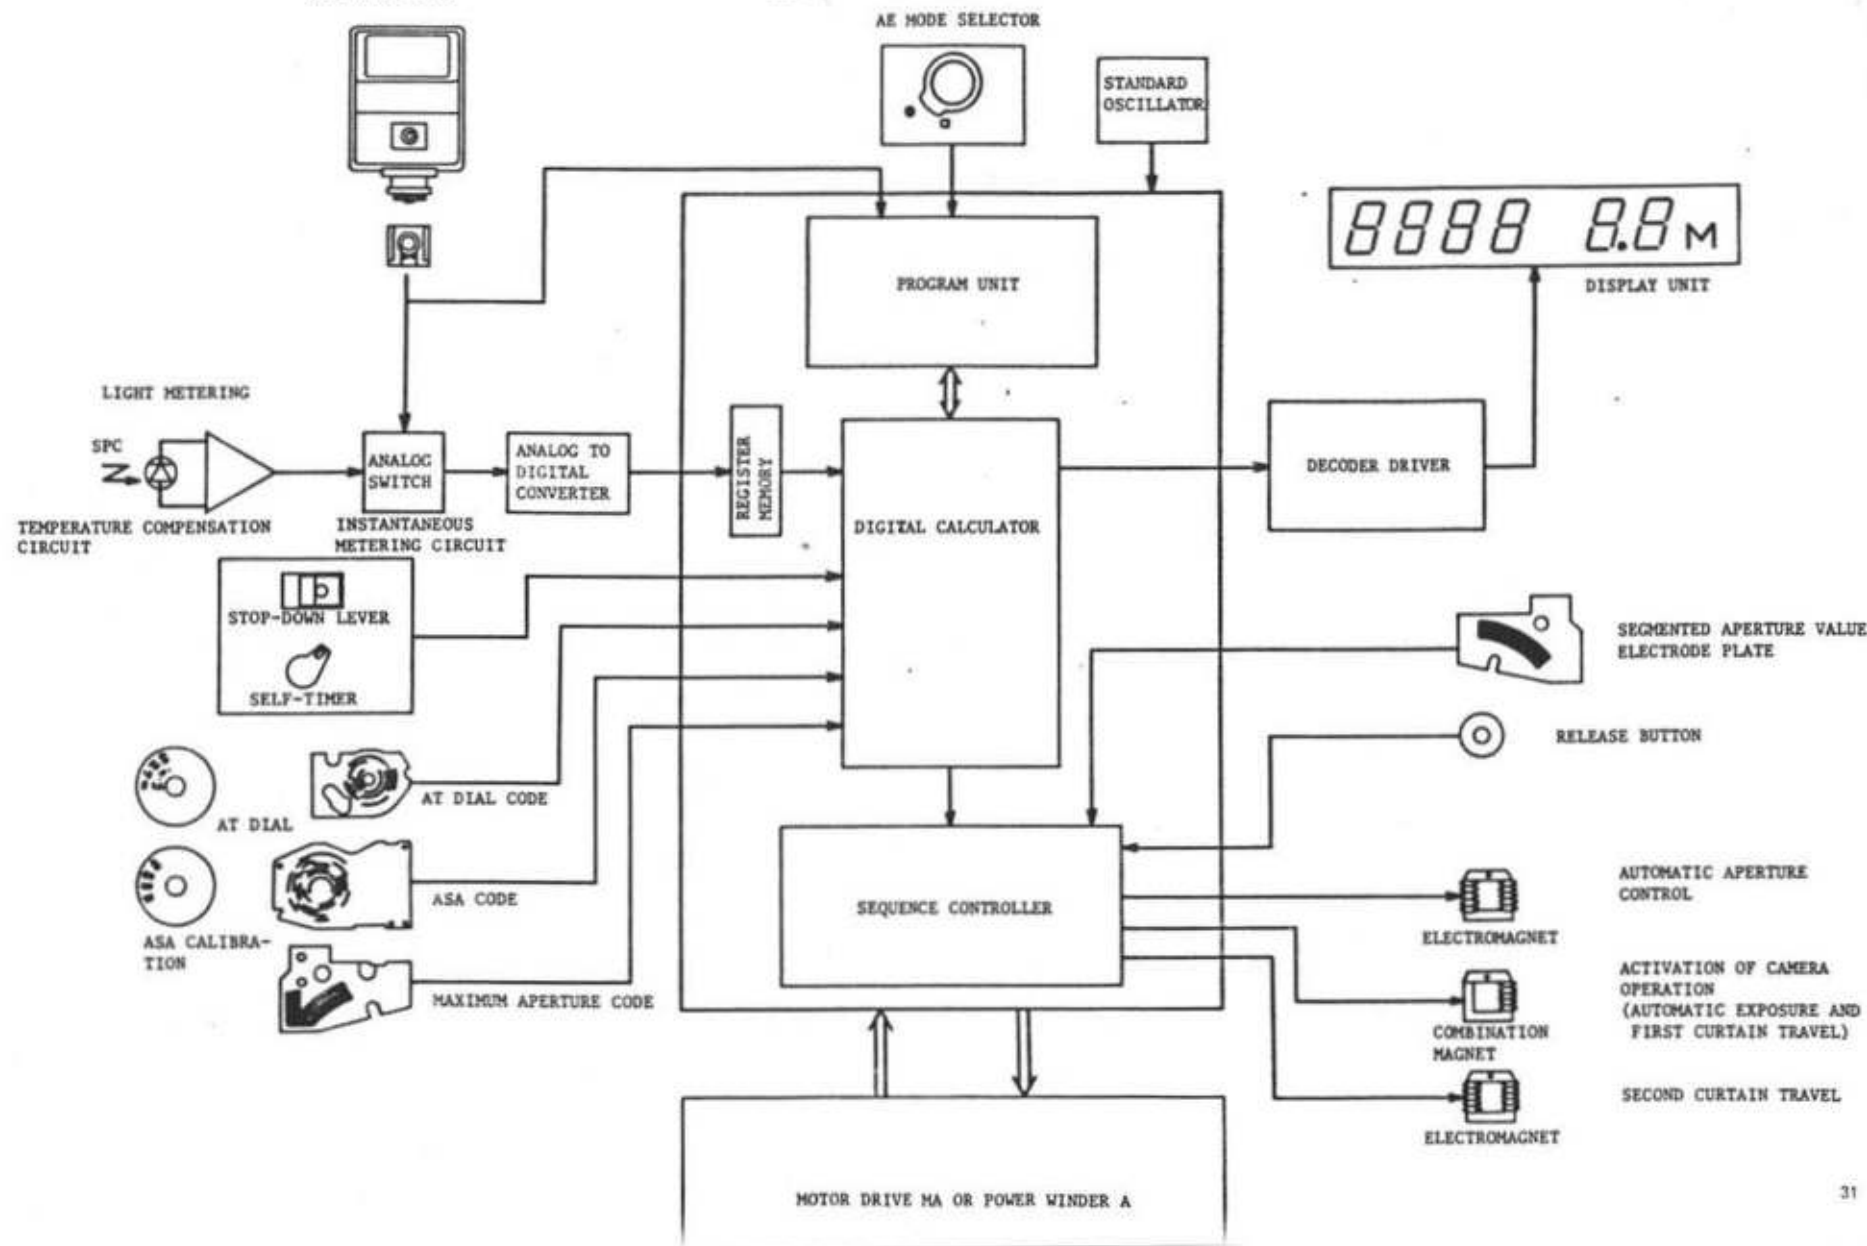 AE MODE SELECTOR
STANDARD
OSCILLATOR
8888 8.8 M
DISPLAY UNIT
PROGRAM UNIT
LIGHT METERING
SPC
ANALOG
SWITCH
ANALOG TO
DIGITAL
CONVERTER
REGISTER
MEMORY
DIGITAL CALCULATOR
DECODER DRIVER
TEMPERATURE COMPENSATION
CIRCUIT
INSTANTANEOUS
METERING CIRCUIT
STOP-DOWN LEVER
SELF-TIMER
SEGMENTED APERTURE VALUE
ELECTRODE PLATE
RELEASE BUTTON
AT DIAL
AT DIAL CODE
ASA CALIBRA-
TION
ASA CODE
MAXIMUM APERTURE CODE
SEQUENCE CONTROLLER
AUTOMATIC APERTURE
CONTROL
ELECTROMAGNET
ACTIVATION OF CAMERA
OPERATION
(AUTOMATIC EXPOSURE AND
FIRST CURTAIN TRAVEL)
COMBINATION
MAGNET
SECOND CURTAIN TRAVEL
ELECTROMAGNET
MOTOR DRIVE MA OR POWER WINDER A
31